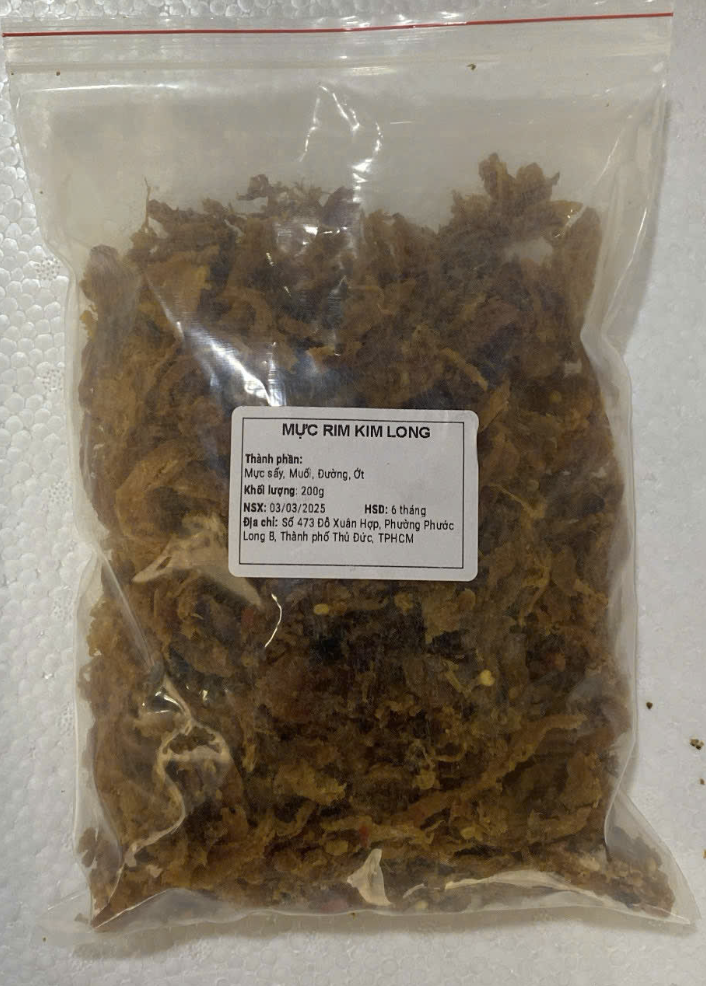 MỰC RIM KIM LONG
Thành phần:
Mực sấy, Muối, Đường, Ớt
Khối lượng: 200g
NSX: 03/03/2025 HSD: 6 tháng
Địa chỉ: Số 473 Đỗ Xuân Hợp, Phường Phước
Long B, Thành phố Thủ Đức, TPHCM